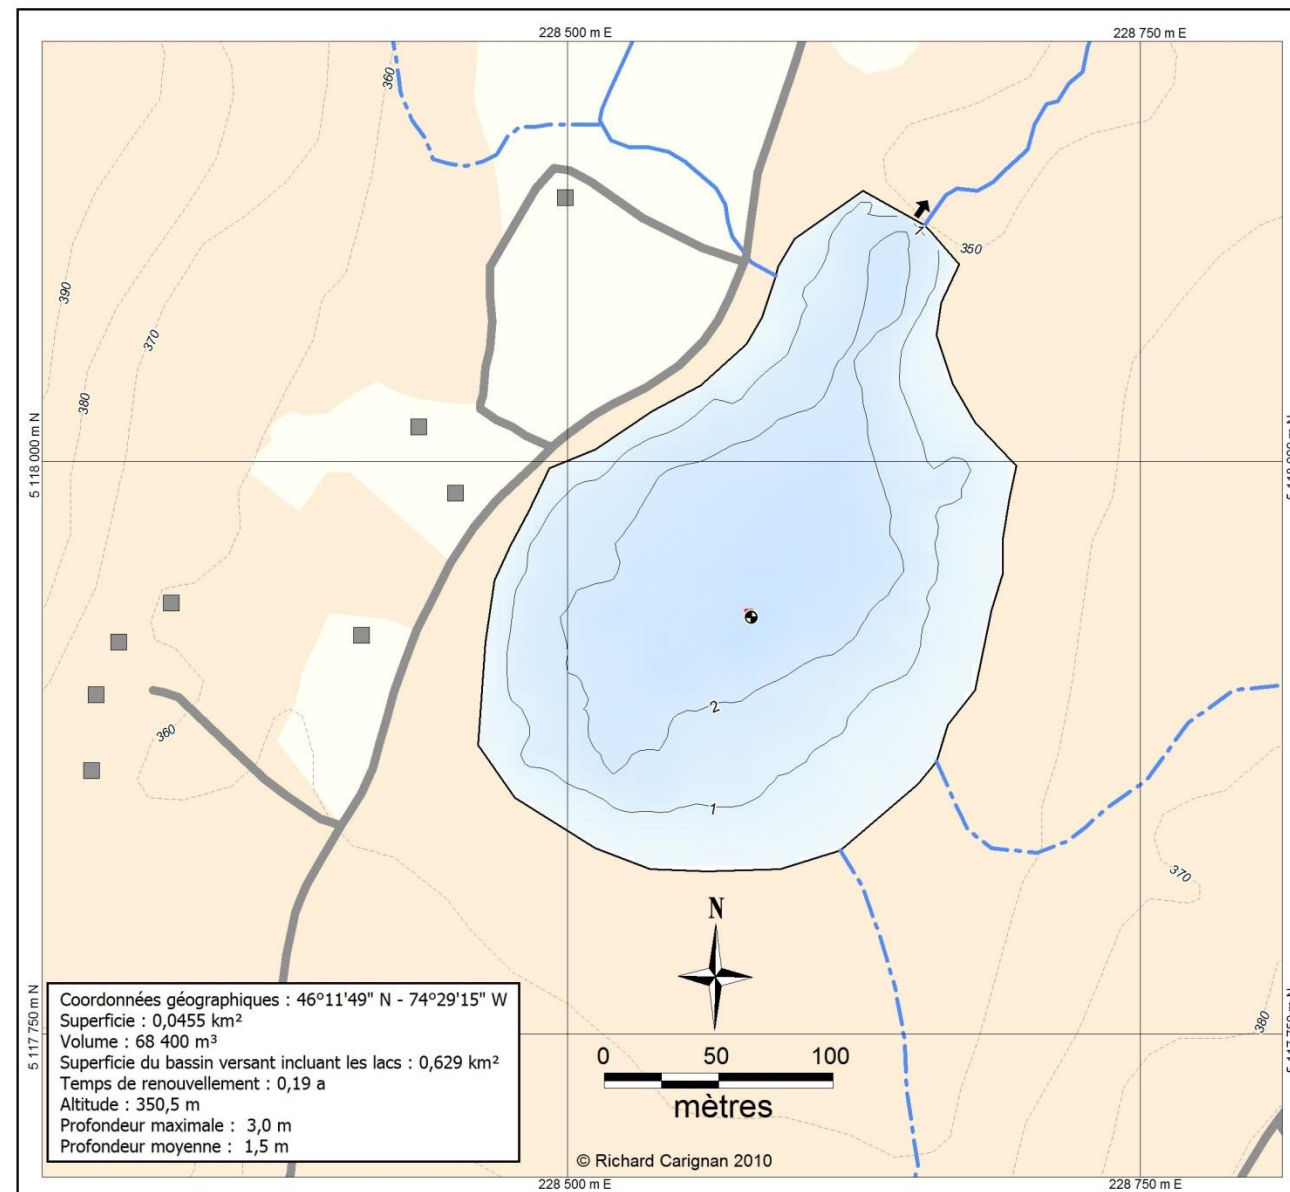 228 500 m E
228 750 m E
360
350
390
370
380
5 118 000 m N
2
360
1
370
N
Coordonnées géographiques : 46°11'49" N - 74°29'15" W
Superficie : 0,0455 km²
Volume : 68 400 m³
Superficie du bassin versant incluant les lacs : 0,629 km²
Temps de renouvellement : 0,19 a
Altitude : 350,5 m
Profondeur maximale : 3,0 m
Profondeur moyenne : 1,5 m
5 117 750 m N
0 50 100
mètres
380
5 117 750 m N
© Richard Carignan 2010
228 500 m E
228 750 m E